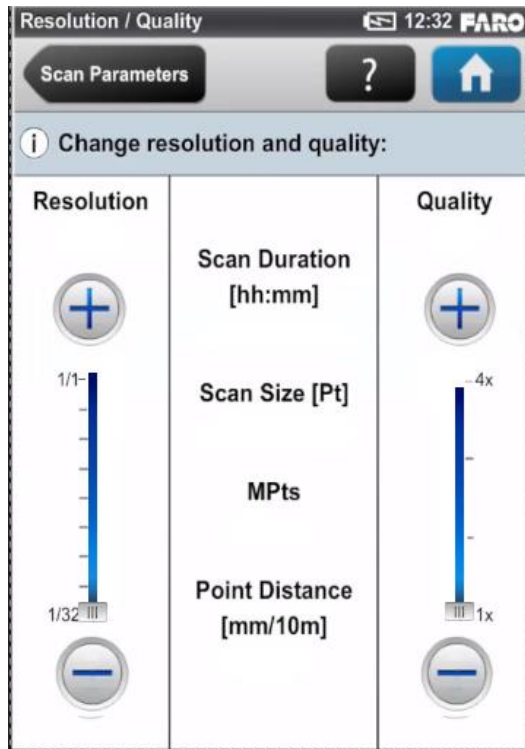 Resolution / Quality 12:32 FARO
Scan Parameters ?
i Change resolution and quality:
Resolution
Quality
Scan Duration
[hh:mm]
1/1
4x
Scan Size [Pt]
MPts
Point Distance
[mm/10m]
1/32
1x